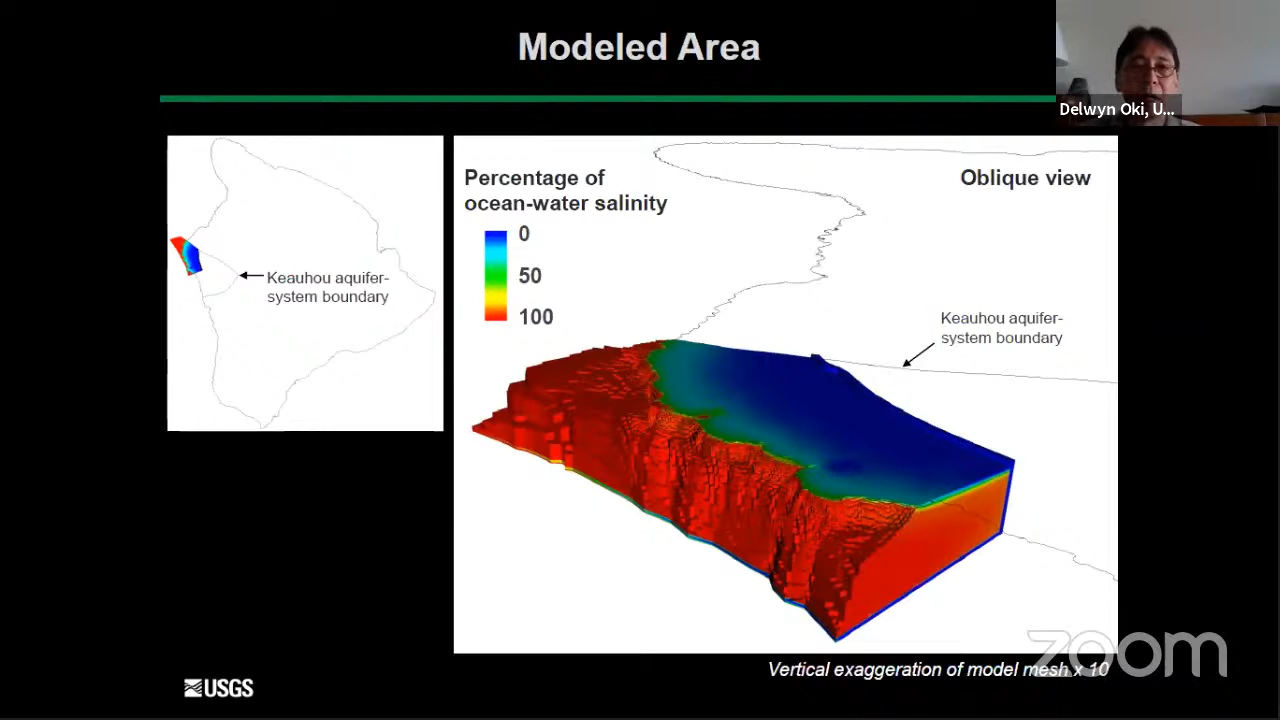 Modeled Area
Delwyn Oki, U...
Keauhou aquifer-
system boundary
Percentage of
ocean-water salinity
0
50
100
Oblique view
Keauhou aquifer-
system boundary
Vertical exaggeration of model mesh x 10
zoom
USGS